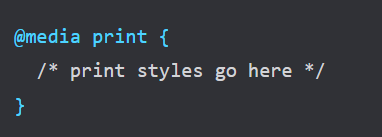 @media print {
  /* print styles go here */
}